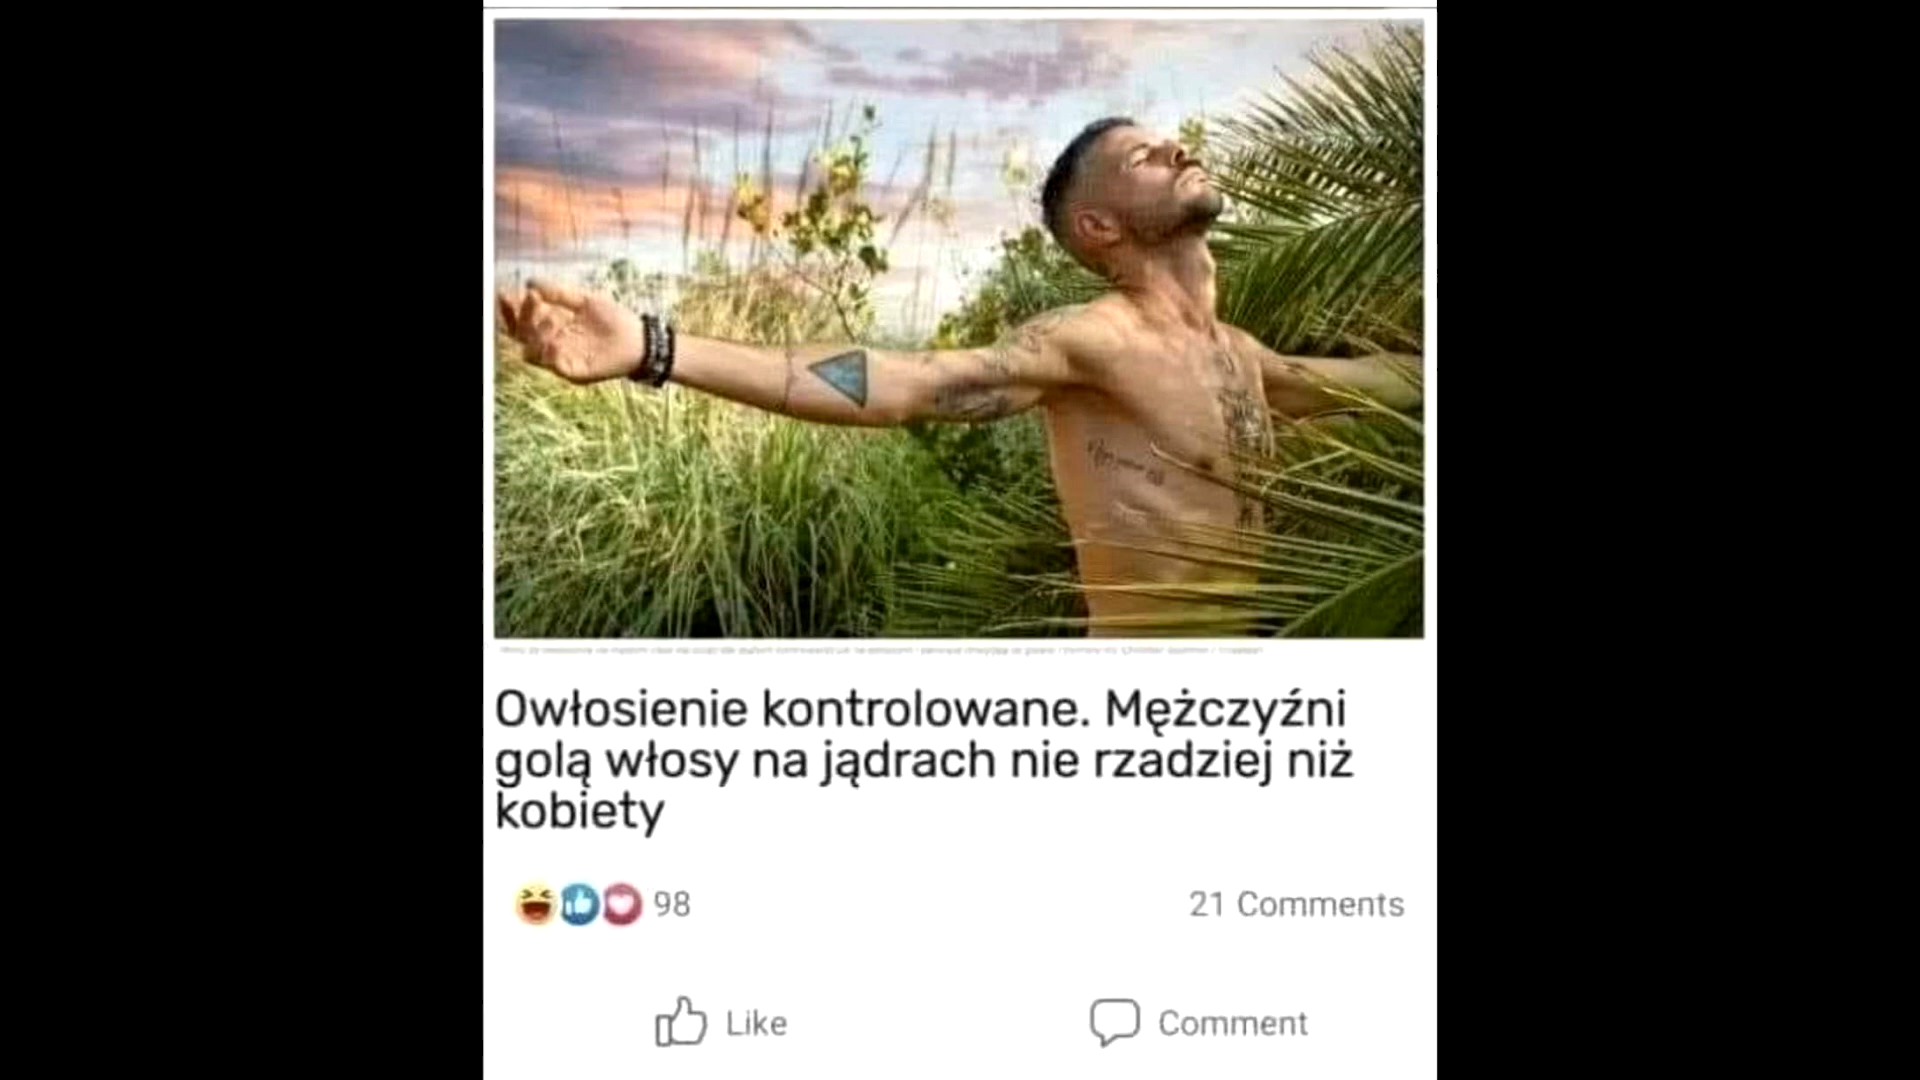 Owłosienie kontrolowane. Mężczyźni
golą włosy na jądrach nie rzadziej niż
kobiety
98
21 Comments
Like
Comment